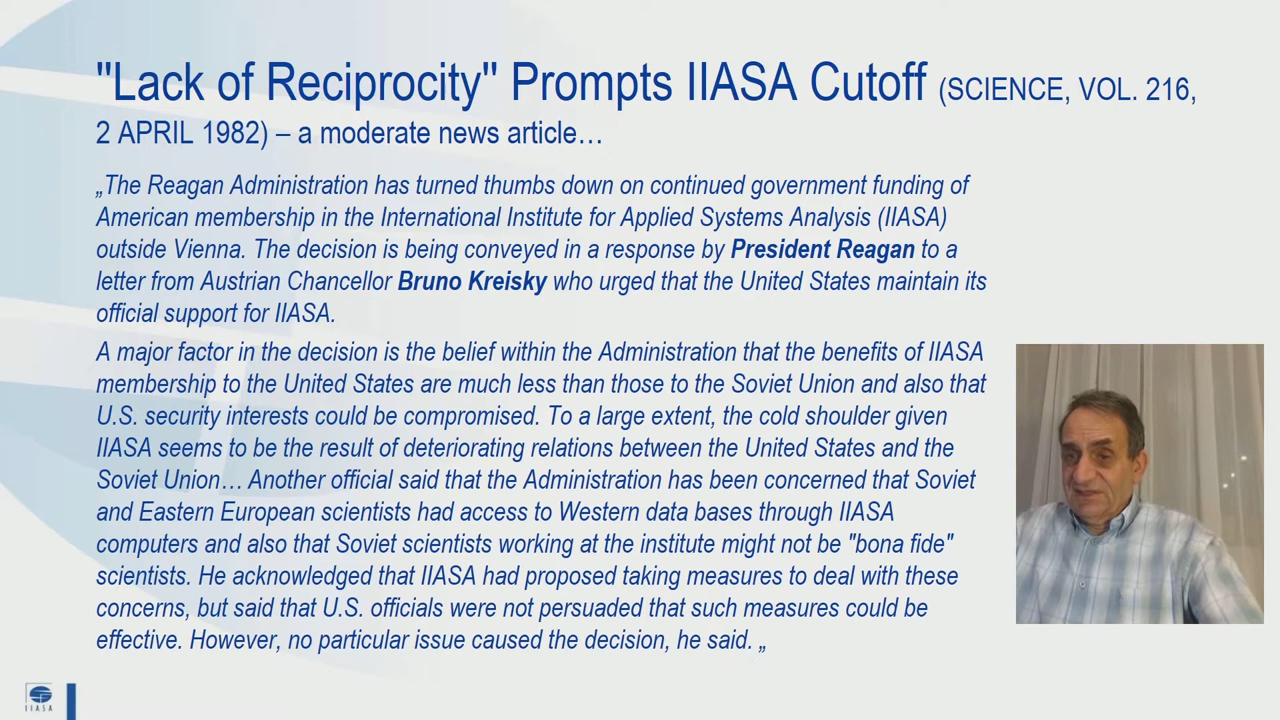 "Lack of Reciprocity" Prompts IIASA Cutoff (SCIENCE, VOL. 216,
2 APRIL 1982) – a moderate news article…
„The Reagan Administration has turned thumbs down on continued government funding of
American membership in the International Institute for Applied Systems Analysis (IIASA)
outside Vienna. The decision is being conveyed in a response by President Reagan to a
letter from Austrian Chancellor Bruno Kreisky who urged that the United States maintain its
official support for IIASA.
A major factor in the decision is the belief within the Administration that the benefits of IIASA
membership to the United States are much less than those to the Soviet Union and also that
U.S. security interests could be compromised. To a large extent, the cold shoulder given
IIASA seems to be the result of deteriorating relations between the United States and the
Soviet Union… Another official said that the Administration has been concerned that Soviet
and Eastern European scientists had access to Western data bases through IIASA
computers and also that Soviet scientists working at the institute might not be "bona fide"
scientists. He acknowledged that IIASA had proposed taking measures to deal with these
concerns, but said that U.S. officials were not persuaded that such measures could be
effective. However, no particular issue caused the decision, he said. „
IIASA